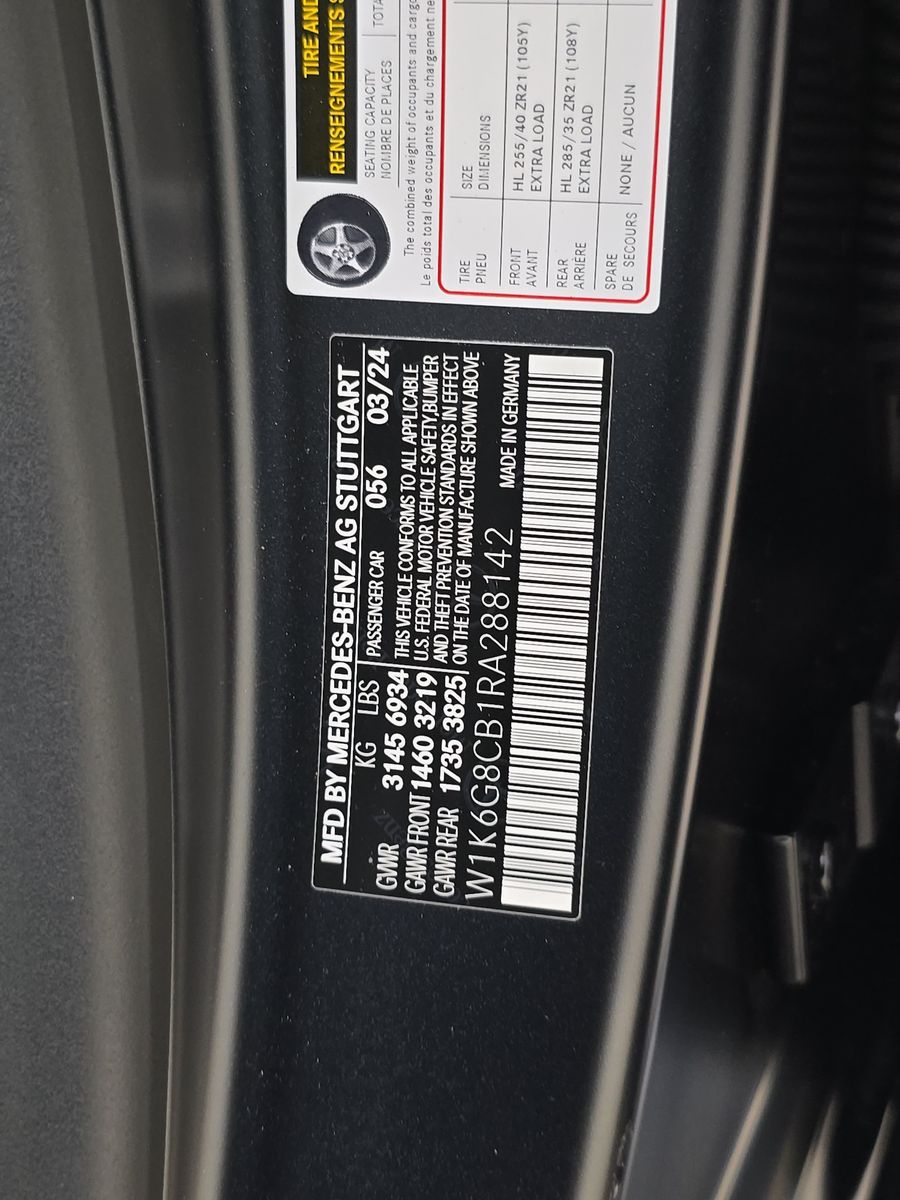 MFD BY MERCEDES-BENZ AG STUTTGART
KG LBS PASSENGER CAR 056 03/24
GVWR 3145 6934 THIS VEHICLE CONFORMS TO ALL APPLICABLE
GAWR FRONT 1460 3219 U.S. FEDERAL MOTOR VEHICLE SAFETY, BUMPER
GAWR REAR 1735 3825 AND THEFT PREVENTION STANDARDS IN EFFECT
ON THE DATE OF MANUFACTURE SHOWN ABOVE
W1K6G8CB1RA288142 MADE IN GERMANY
TIRE AND
RENSEIGNEMENTS
SEATING CAPACITY
NOMBRE DE PLACES
The combined weight of occupants and cargo
Le poids total des occupants et du chargement ne
TIRE SIZE
PNEU DIMENSIONS
FRONT HL 255/40 ZR21 (105Y)
AVANT EXTRA LOAD
REAR HL 285/35 ZR21 (108Y)
ARRIÈRE EXTRA LOAD
SPARE NONE / AUCUN
DE SECOURS